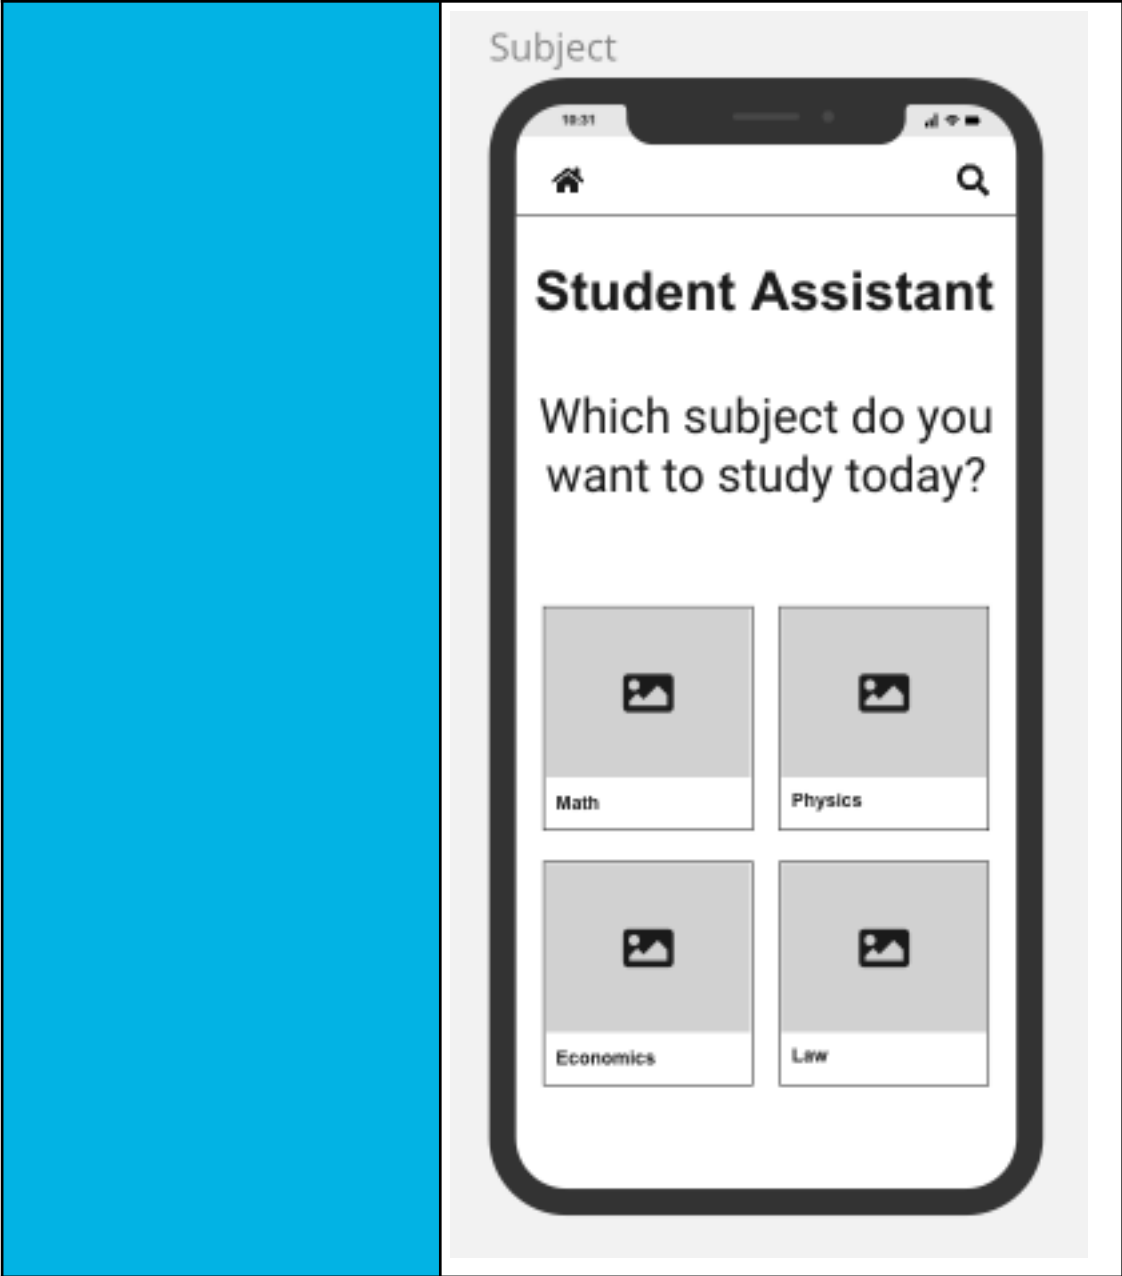 Subject
10:31
Student Assistant
Which subject do you
want to study today?
Math
Physics
Economics
Law